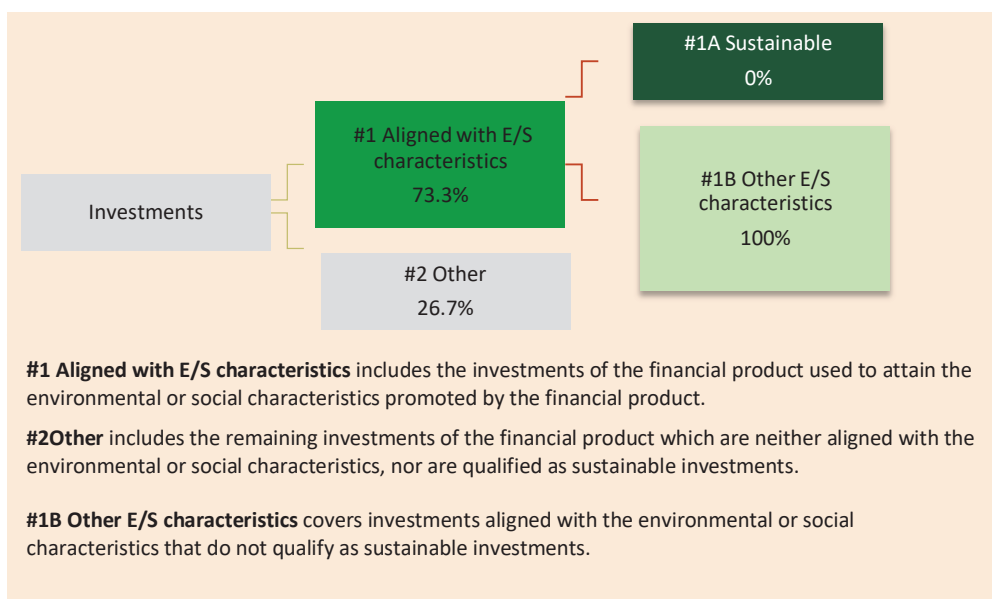 #1A Sustainable
0%
#1 Aligned with E/S
characteristics
73.3%
#1B Other E/S
characteristics
100%
Investments
#2 Other
26.7%
#1 Aligned with E/S characteristics includes the investments of the financial product used to attain the
environmental or social characteristics promoted by the financial product.
#2Other includes the remaining investments of the financial product which are neither aligned with the
environmental or social characteristics, nor are qualified as sustainable investments.
#1B Other E/S characteristics covers investments aligned with the environmental or social
characteristics that do not qualify as sustainable investments.